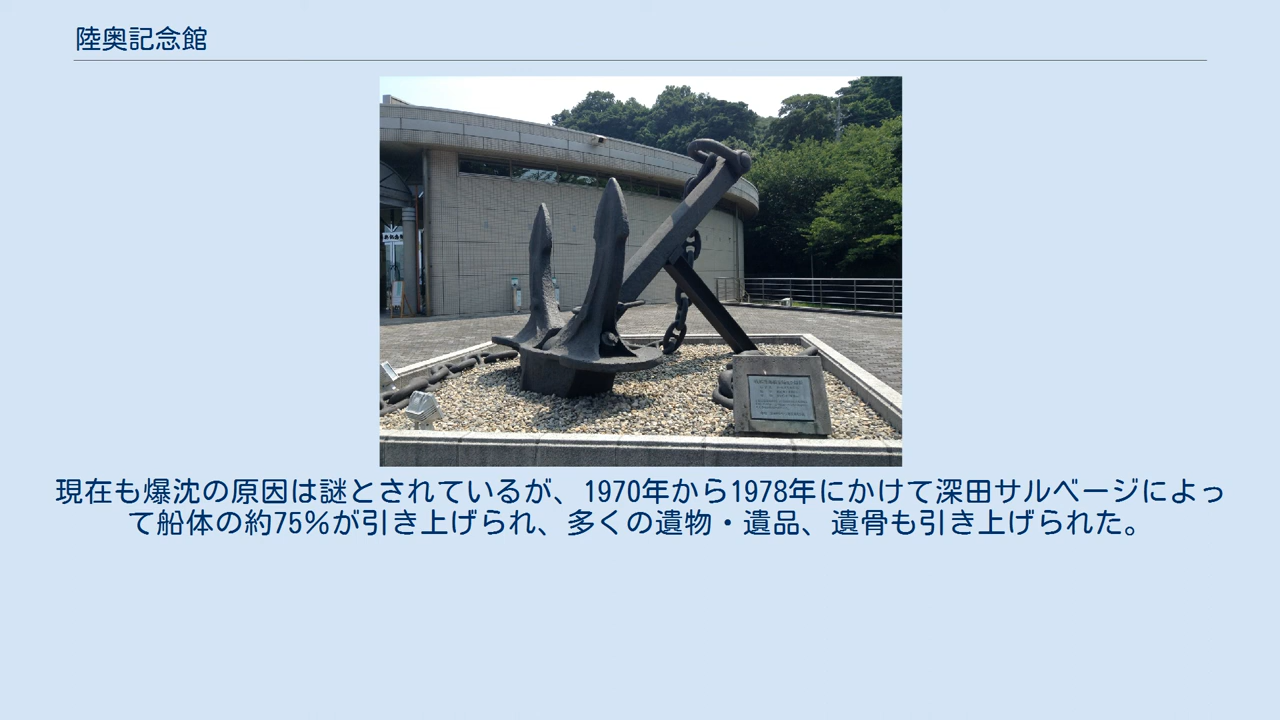 陸奥記念館
現在も爆沈の原因は謎とされているが、1970年から1978年にかけて深田サルベージによっ
て船体の約75％が引き上げられ、多くの遺物・遺品、遺骨も引き上げられた。